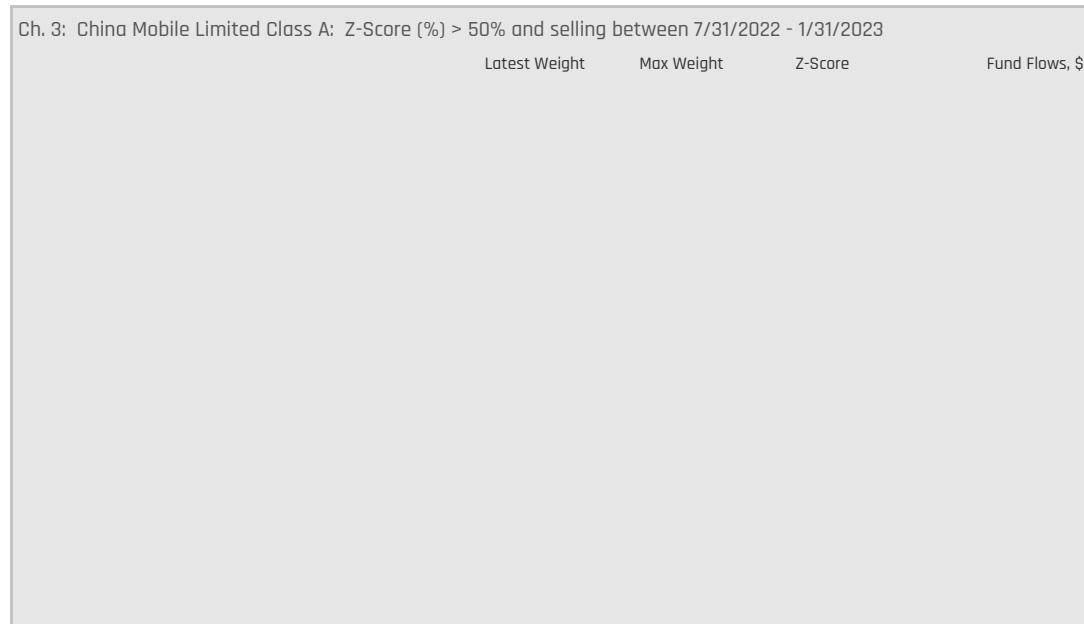 Ch. 3:  China Mobile Limited Class A:  Z-Score (%) > 50% and selling between 7/31/2022 - 1/31/2023
Latest Weight Max Weight Z-Score Fund Flows, $